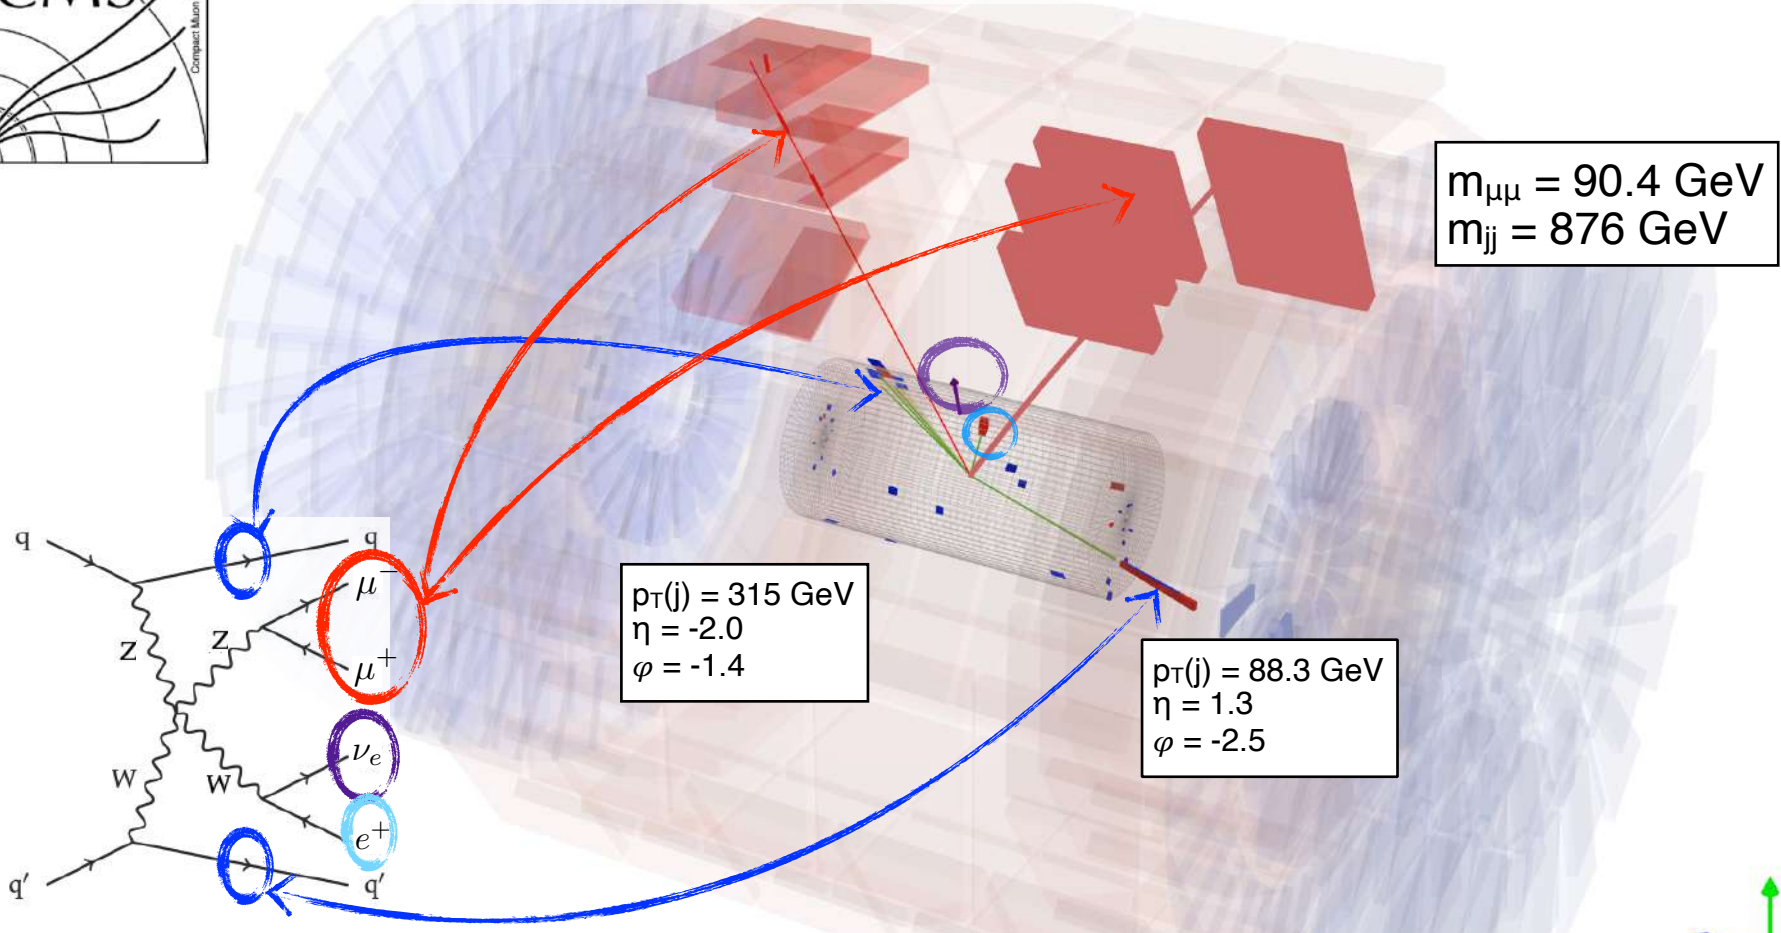 CMS
Compact Muon
m_μμ = 90.4 GeV
m_jj = 876 GeV
q
q
μ⁻
Z
Z
μ⁺
p_T(j) = 315 GeV
η = -2.0
φ = -1.4
p_T(j) = 88.3 GeV
η = 1.3
φ = -2.5
ν_e
W
W
e⁺
q′
q′